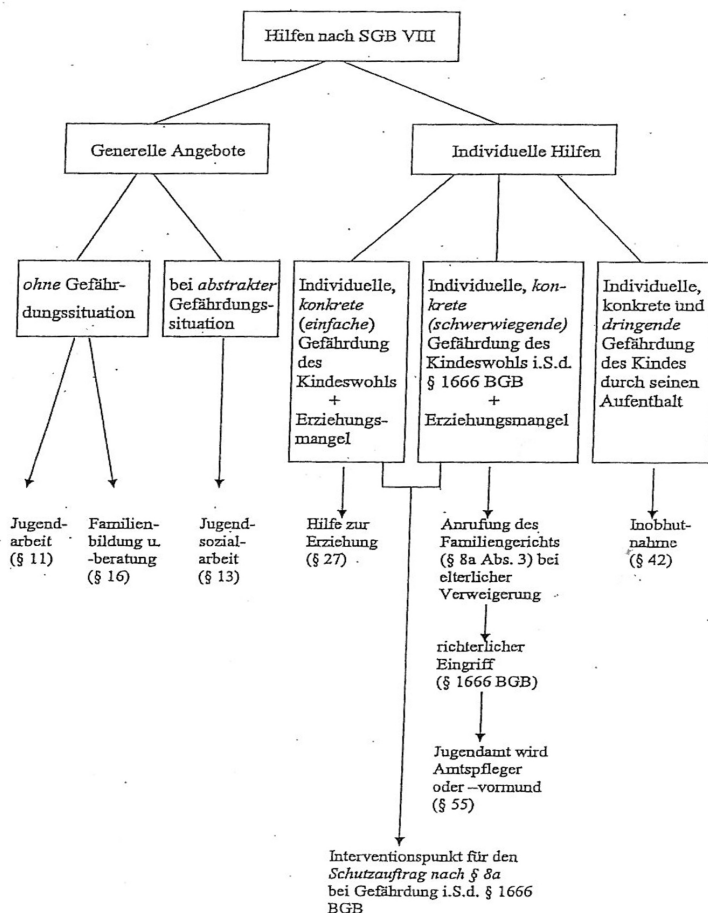 Hilfen nach SGB VIII
Generelle Angebote
Individuelle Hilfen
ohne Gefähr-
dungssituation
bei abstrakter
Gefährdungs-
situation
Individuelle,
konkrete
(einfache)
Gefährdung
des
Kindeswohls
+
Erziehungs-
mangel
Individuelle, kon-
krete
(schwerwiegende)
Gefährdung des
Kindeswohls i.S.d.
§ 1666 BGB
+
Erziehungsmangel
Individuelle,
konkrete und
dringende
Gefährdung
des Kindes
durch seinen
Aufenthalt
Jugend-
arbeit
(§ 11)
Familien-
bildung u.
-beratung
(§ 16)
Jugend-
sozial-
arbeit
(§ 13)
Hilfe zur
Erziehung
(§ 27)
Anrufung des
Familiengerichts
(§ 8a Abs. 3) bei
elterlicher
Verweigerung
Inobhut-
nahme
(§ 42)
richterlicher
Eingriff
(§ 1666 BGB)
Jugendamt wird
Amtspfleger
oder –vormund
(§ 55)
Interventionspunkt für den
Schutzauftrag nach § 8a
bei Gefährdung i.S.d. § 1666
BGB